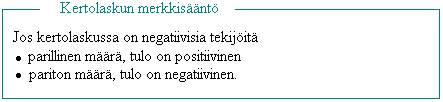 Kertolaskun merkkisääntö
Jos kertolaskussa on negatiivisia tekijöitä
• parillinen määrä, tulo on positiivinen
• pariton määrä, tulo on negatiivinen.